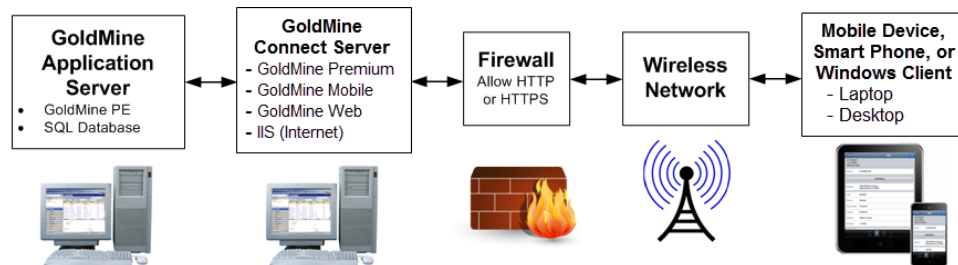 GoldMine
Application
Server
• GoldMine PE
• SQL Database
GoldMine
Connect Server
- GoldMine Premium
- GoldMine Mobile
- GoldMine Web
- IIS (Internet)
Firewall
Allow HTTP
or HTTPS
Wireless
Network
Mobile Device,
Smart Phone, or
Windows Client
- Laptop
- Desktop